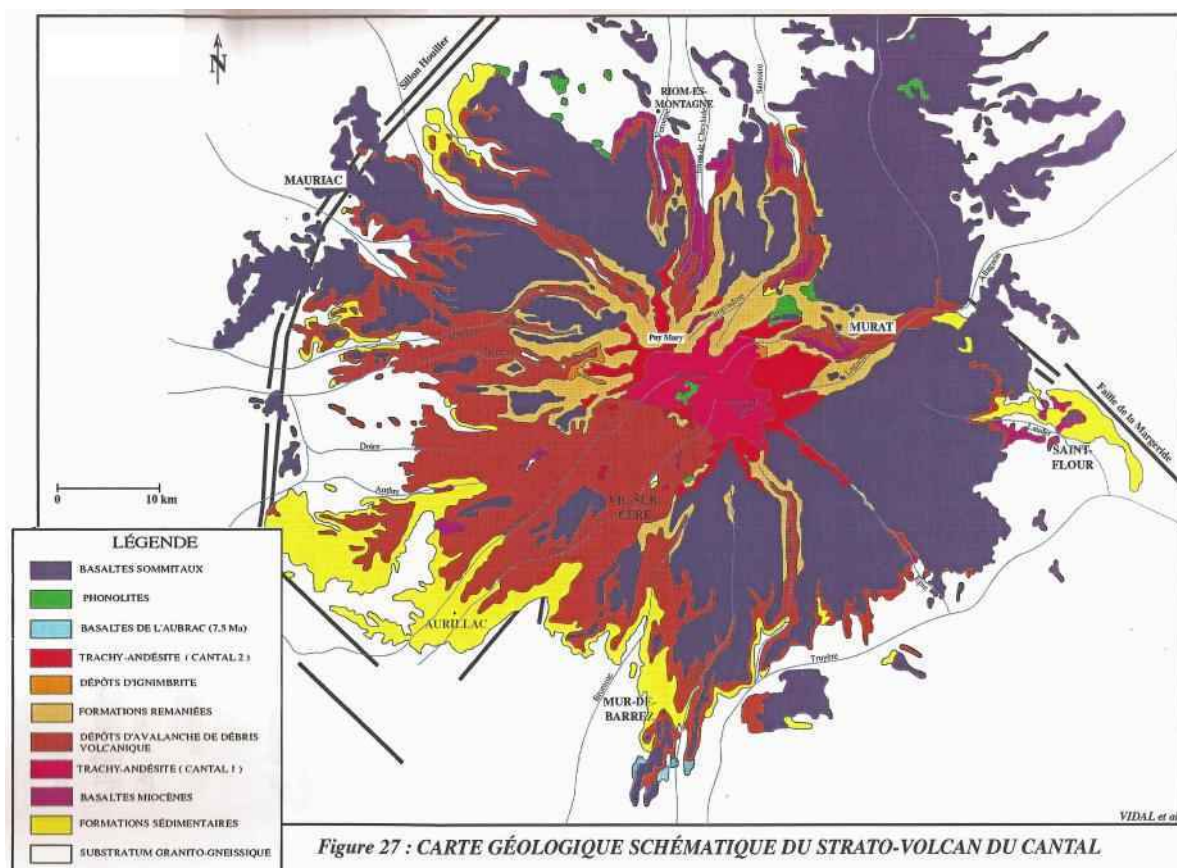 N
Sillon Houiller
RIOM-ES-
MONTAGNE
MAURIAC
Alagnon
Puy Mary
MURAT
Faille de la Margeride
Lander
SAINT-
FLOUR
Doire
Authre
VIC-SUR-
CERE
0 10 km
AURILLAC
Truyère
Bromme
MUR-DE-
BARREZ
LÉGENDE
BASALTES SOMMITAUX
PHONOLITES
BASALTES DE L'AUBRAC (7.5 Ma)
TRACHY-ANDÉSITE ( CANTAL 2 )
DÉPÔTS D'IGNIMBRITE
FORMATIONS REMANIÉES
DÉPÔTS D'AVALANCHE DE DÉBRIS
VOLCANIQUE
TRACHY-ANDÉSITE ( CANTAL 1 )
BASALTES MIOCÈNES
FORMATIONS SÉDIMENTAIRES
SUBSTRATUM GRANITO-GNEISSIQUE
VIDAL et al
Figure 27 : CARTE GÉOLOGIQUE SCHÉMATIQUE DU STRATO-VOLCAN DU CANTAL